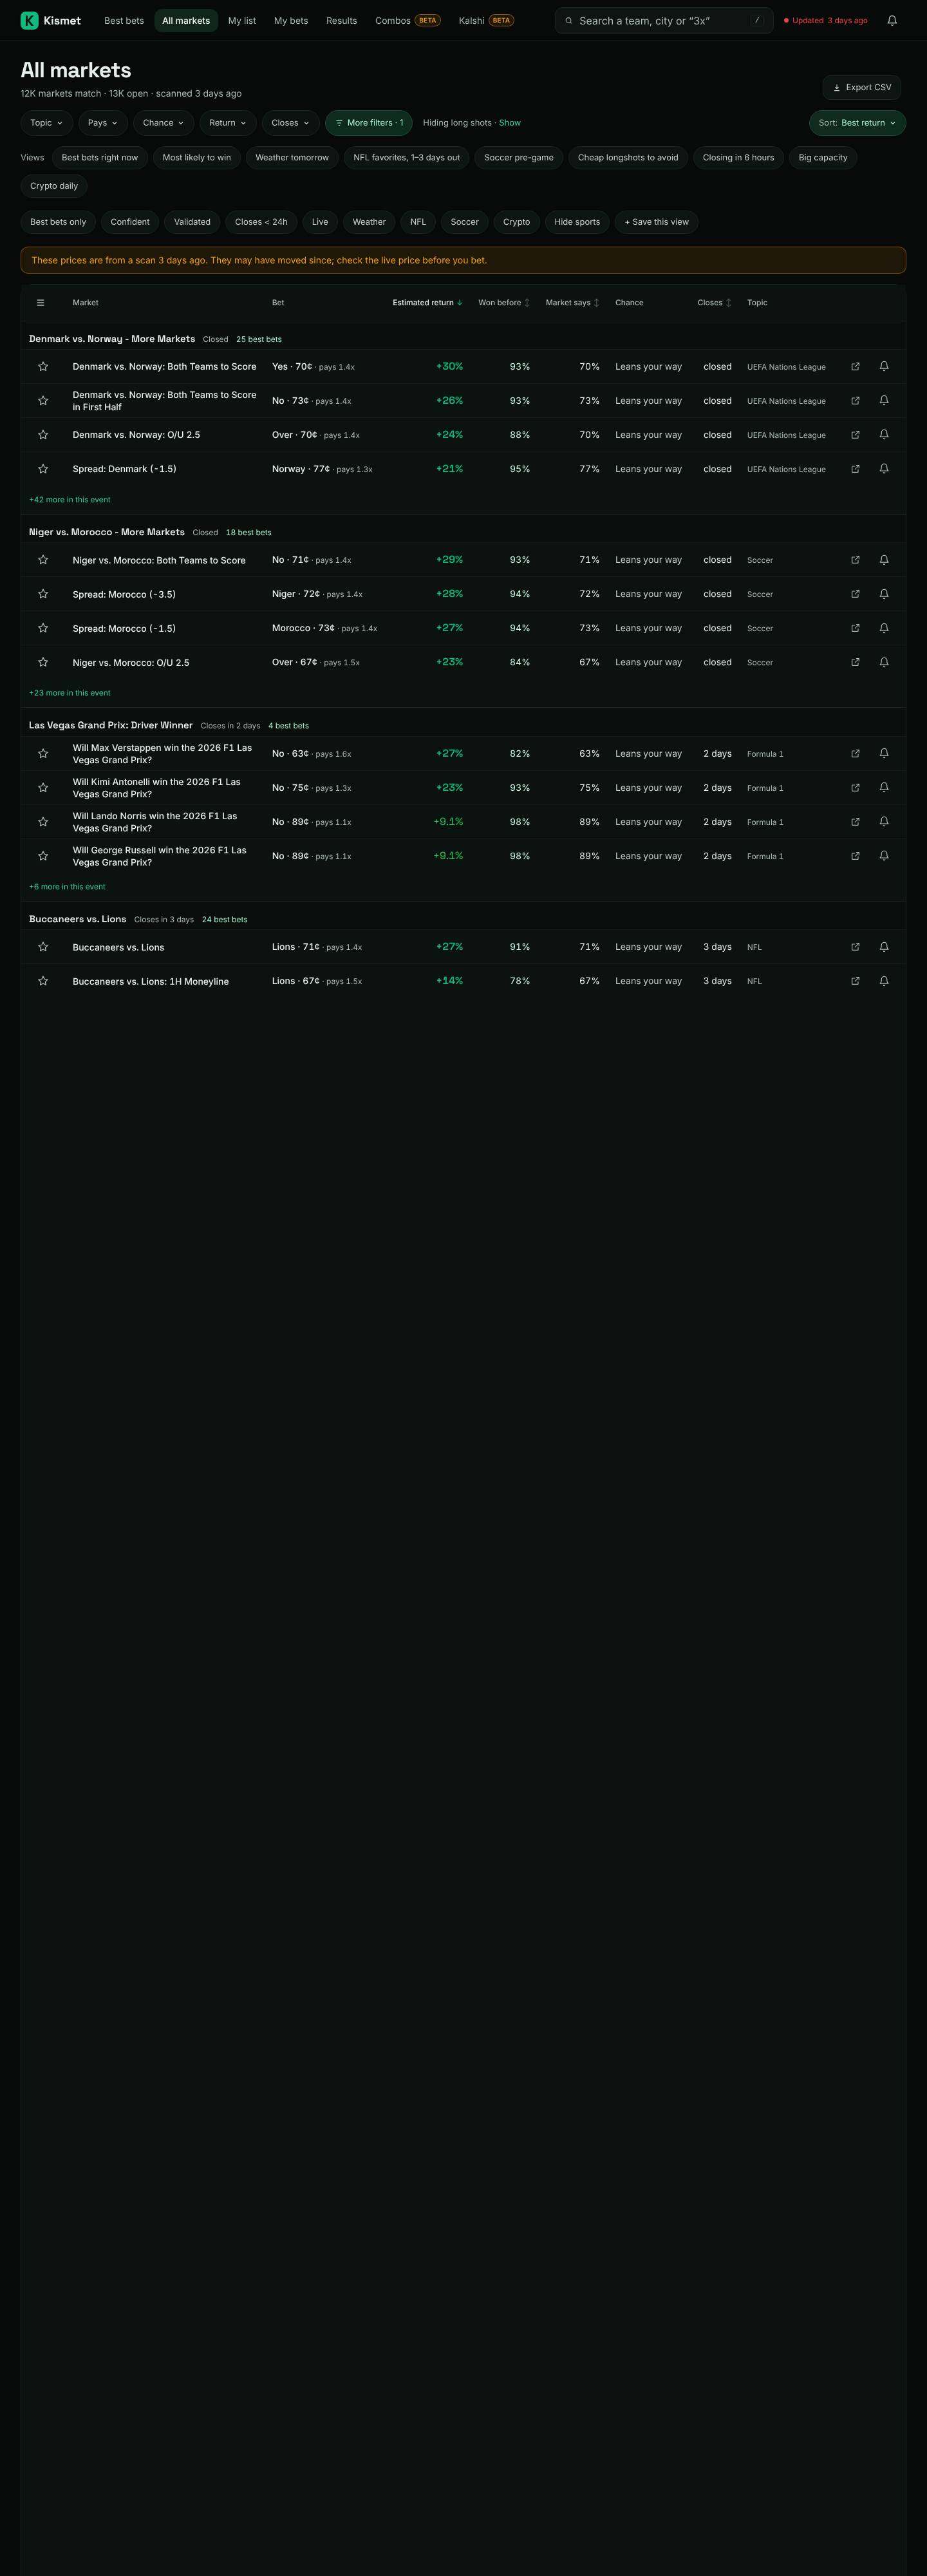 K Kismet Best bets All markets My list My bets Results Combos BETA Kalshi BETA Search a team, city or “3x” / Updated 3 days ago
All markets
12K markets match · 13K open · scanned 3 days ago
Export CSV
Topic Pays Chance Return Closes More filters · 1 Hiding long shots · Show Sort: Best return
Views Best bets right now Most likely to win Weather tomorrow NFL favorites, 1–3 days out Soccer pre-game Cheap longshots to avoid Closing in 6 hours Big capacity
Crypto daily
Best bets only Confident Validated Closes < 24h Live Weather NFL Soccer Crypto Hide sports + Save this view
These prices are from a scan 3 days ago. They may have moved since; check the live price before you bet.
Market Bet Estimated return ↓ Won before Market says Chance Closes Topic
Denmark vs. Norway - More Markets Closed 25 best bets
Denmark vs. Norway: Both Teams to Score Yes · 70¢ · pays 1.4x +30% 93% 70% Leans your way closed UEFA Nations League
Denmark vs. Norway: Both Teams to Score
in First Half No · 73¢ · pays 1.4x +26% 93% 73% Leans your way closed UEFA Nations League
Denmark vs. Norway: O/U 2.5 Over · 70¢ · pays 1.4x +24% 88% 70% Leans your way closed UEFA Nations League
Spread: Denmark (-1.5) Norway · 77¢ · pays 1.3x +21% 95% 77% Leans your way closed UEFA Nations League
+42 more in this event
Niger vs. Morocco - More Markets Closed 18 best bets
Niger vs. Morocco: Both Teams to Score No · 71¢ · pays 1.4x +29% 93% 71% Leans your way closed Soccer
Spread: Morocco (-3.5) Niger · 72¢ · pays 1.4x +28% 94% 72% Leans your way closed Soccer
Spread: Morocco (-1.5) Morocco · 73¢ · pays 1.4x +27% 94% 73% Leans your way closed Soccer
Niger vs. Morocco: O/U 2.5 Over · 67¢ · pays 1.5x +23% 84% 67% Leans your way closed Soccer
+23 more in this event
Las Vegas Grand Prix: Driver Winner Closes in 2 days 4 best bets
Will Max Verstappen win the 2026 F1 Las
Vegas Grand Prix? No · 63¢ · pays 1.6x +27% 82% 63% Leans your way 2 days Formula 1
Will Kimi Antonelli win the 2026 F1 Las
Vegas Grand Prix? No · 75¢ · pays 1.3x +23% 93% 75% Leans your way 2 days Formula 1
Will Lando Norris win the 2026 F1 Las
Vegas Grand Prix? No · 89¢ · pays 1.1x +9.1% 98% 89% Leans your way 2 days Formula 1
Will George Russell win the 2026 F1 Las
Vegas Grand Prix? No · 89¢ · pays 1.1x +9.1% 98% 89% Leans your way 2 days Formula 1
+6 more in this event
Buccaneers vs. Lions Closes in 3 days 24 best bets
Buccaneers vs. Lions Lions · 71¢ · pays 1.4x +27% 91% 71% Leans your way 3 days NFL
Buccaneers vs. Lions: 1H Moneyline Lions · 67¢ · pays 1.5x +14% 78% 67% Leans your way 3 days NFL